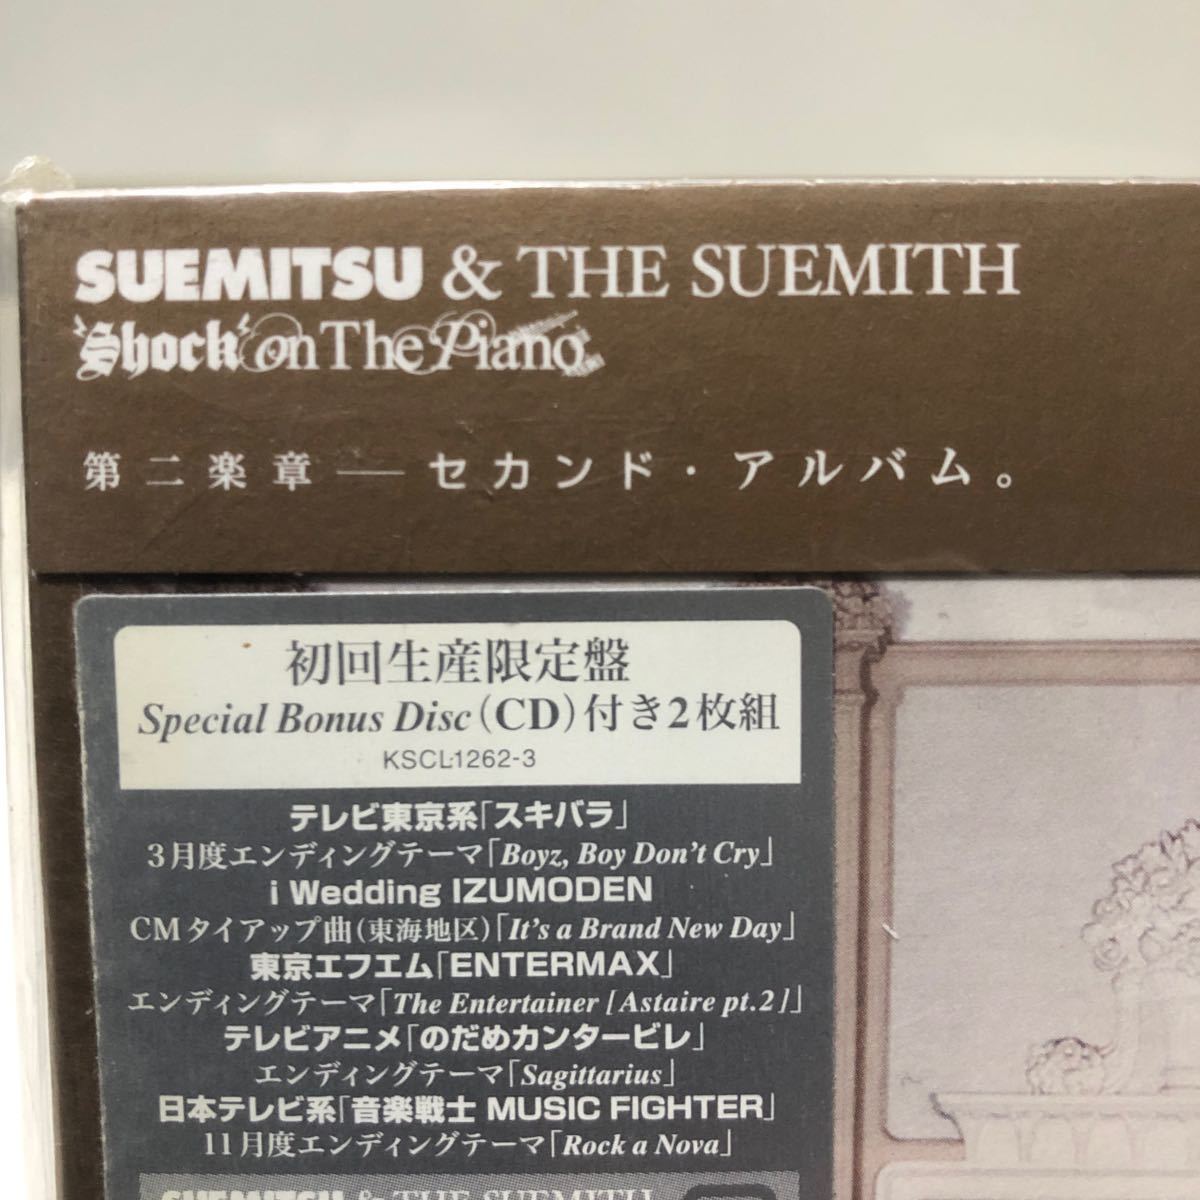 SUEMITSU & THE SUEMITH
"Shock" on The Piano
第二楽章 ── セカンド・アルバム。
初回生産限定盤
Special Bonus Disc (CD) 付き2枚組
KSCL-1262-3
テレビ東京系「スキバラ」
3月度エンディングテーマ「Boyz, Boy Don't Cry」
i Wedding IZUMODEN
CMタイアップ曲(東海地区)「It's a Brand New Day」
東京エフエム「ENTERMAX」
エンディングテーマ「The Entertainer [Astaire pt.2]」
テレビアニメ「のだめカンタービレ」
エンディングテーマ「Sagittarius」
日本テレビ系「音楽戦士 MUSIC FIGHTER」
11月度エンディングテーマ「Rock a Nova」
SUEMITSU & THE SUEMITH